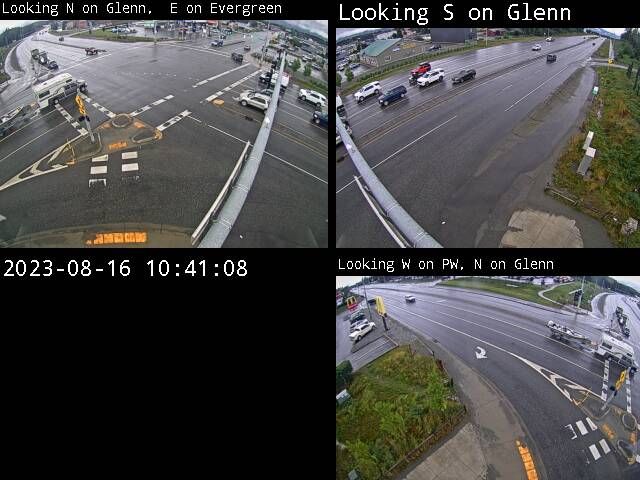 Looking N on Glenn,  E on Evergreen
Looking S on Glenn
2023-08-16 10:41:08
Looking W on PW, N on Glenn